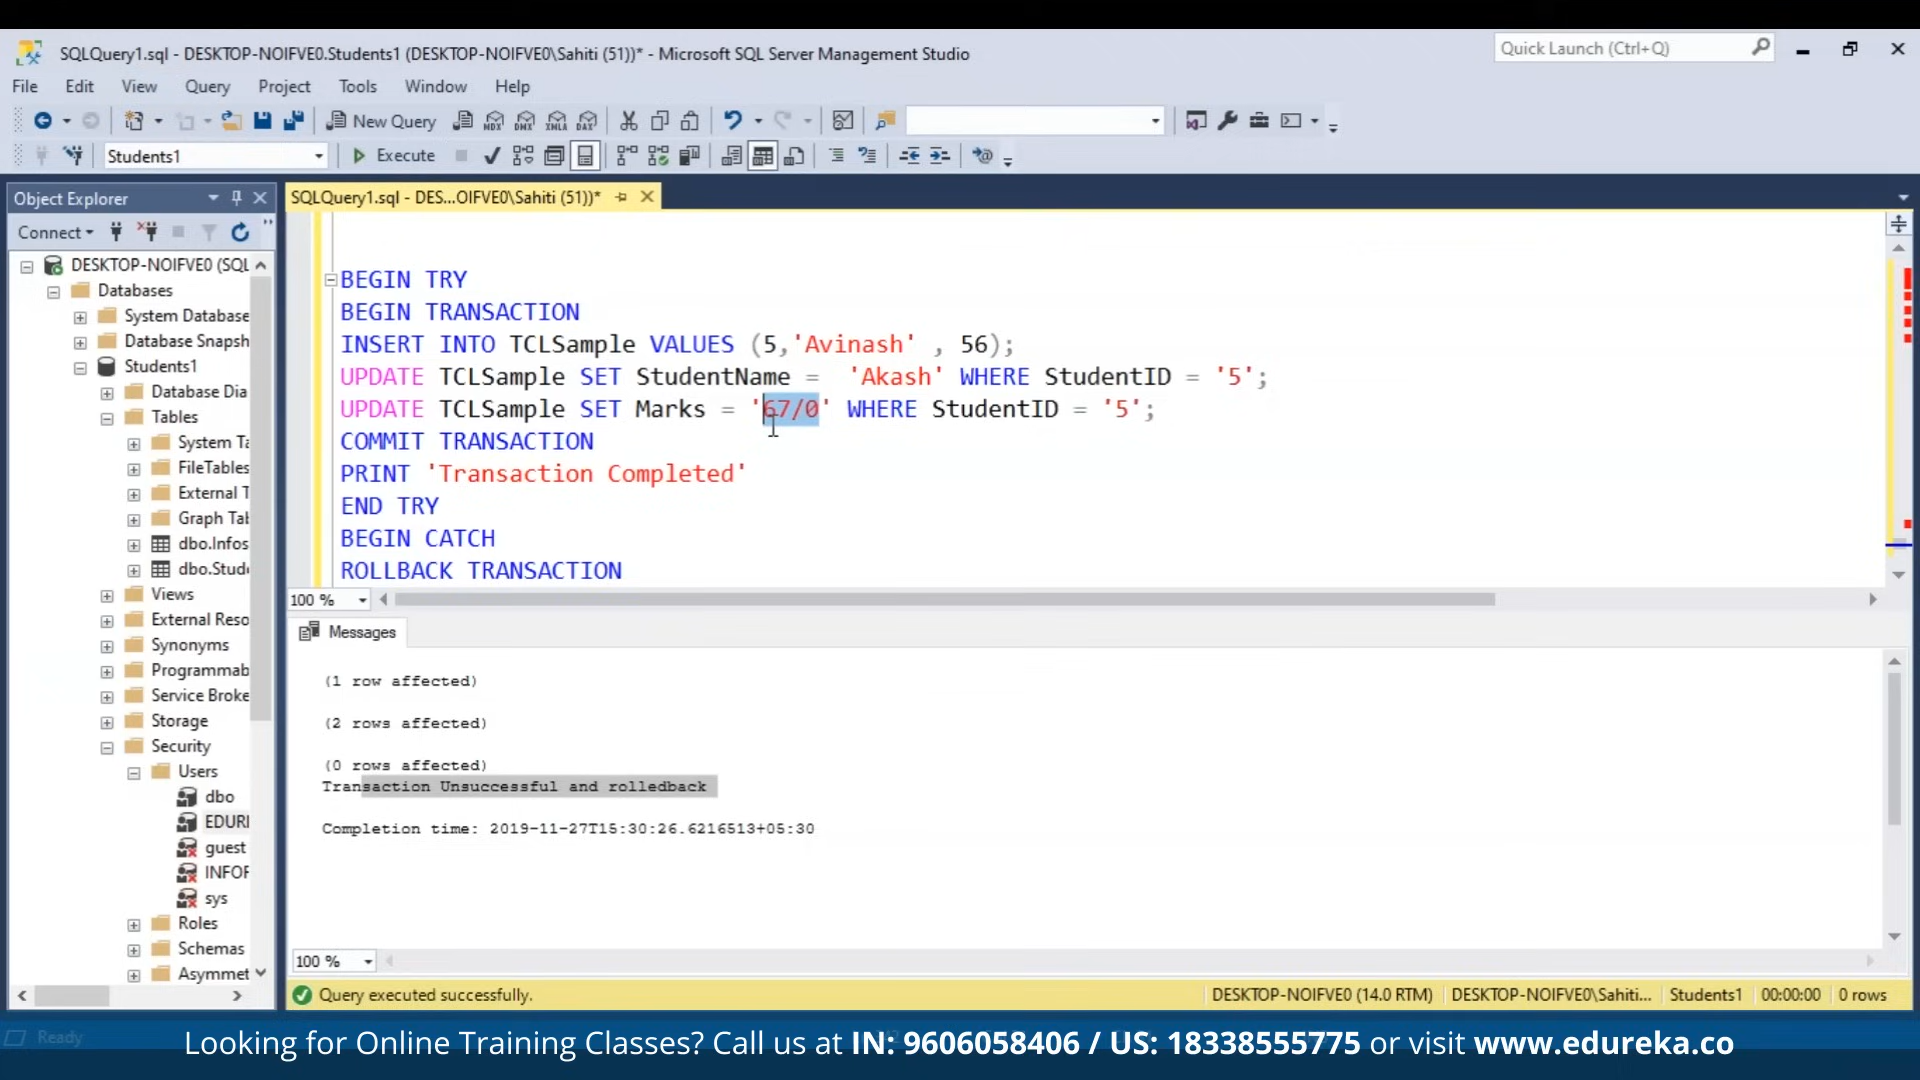 SQLQuery1.sql - DESKTOP-NOIFVE0.Students1 (DESKTOP-NOIFVE0\Sahiti (51))* - Microsoft SQL Server Management Studio
Quick Launch (Ctrl+Q)
File Edit View Query Project Tools Window Help
New Query
MDX DMX XMLA DAX
Students1 Execute
Object Explorer
SQLQuery1.sql - DES...OIFVE0\Sahiti (51))*
Connect
DESKTOP-NOIFVE0 (SQL
Databases
System Database
Database Snapsh
Students1
Database Dia
Tables
System Ta
FileTables
External T
Graph Tab
dbo.Infos
dbo.Stude
Views
External Reso
Synonyms
Programmab
Service Broke
Storage
Security
Users
dbo
EDURI
guest
INFOR
sys
Roles
Schemas
Asymmet
BEGIN TRY
BEGIN TRANSACTION
INSERT INTO TCLSample VALUES (5,'Avinash' , 56);
UPDATE TCLSample SET StudentName = 'Akash' WHERE StudentID = '5';
UPDATE TCLSample SET Marks = '67/0' WHERE StudentID = '5';
COMMIT TRANSACTION
PRINT 'Transaction Completed'
END TRY
BEGIN CATCH
ROLLBACK TRANSACTION
100 %
Messages
(1 row affected)
(2 rows affected)
(0 rows affected)
Transaction Unsuccessful and rolledback
Completion time: 2019-11-27T15:30:26.6216513+05:30
100 %
Query executed successfully. DESKTOP-NOIFVE0 (14.0 RTM) DESKTOP-NOIFVE0\Sahiti... Students1 00:00:00 0 rows
Ready
Looking for Online Training Classes? Call us at IN: 9606058406 / US: 18338555775 or visit www.edureka.co